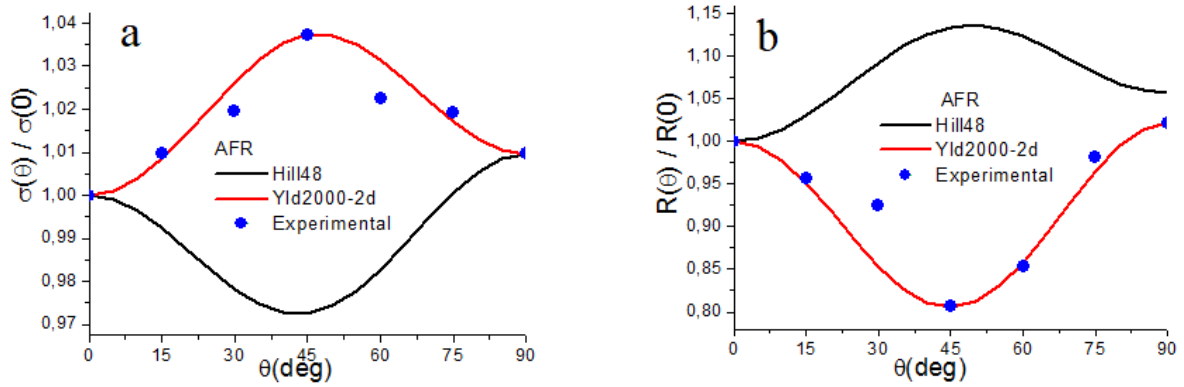 a
σ(θ) / σ(0)
1,04
1,03
1,02
1,01
1,00
0,99
0,98
0,97
AFR
Hill48
Yld2000-2d
Experimental
0 15 30 45 60 75 90
θ(deg)
b
R(θ) / R(0)
1,15
1,10
1,05
1,00
0,95
0,90
0,85
0,80
AFR
Hill48
Yld2000-2d
Experimental
0 15 30 45 60 75 90
θ(deg)